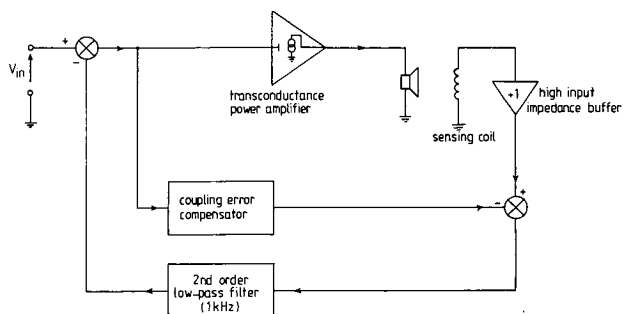 +
-
Vin
transconductance
power amplifier
sensing coil
+1
high input
impedance buffer
coupling error
compensator
-
+
2nd order
low-pass filter
(1kHz)